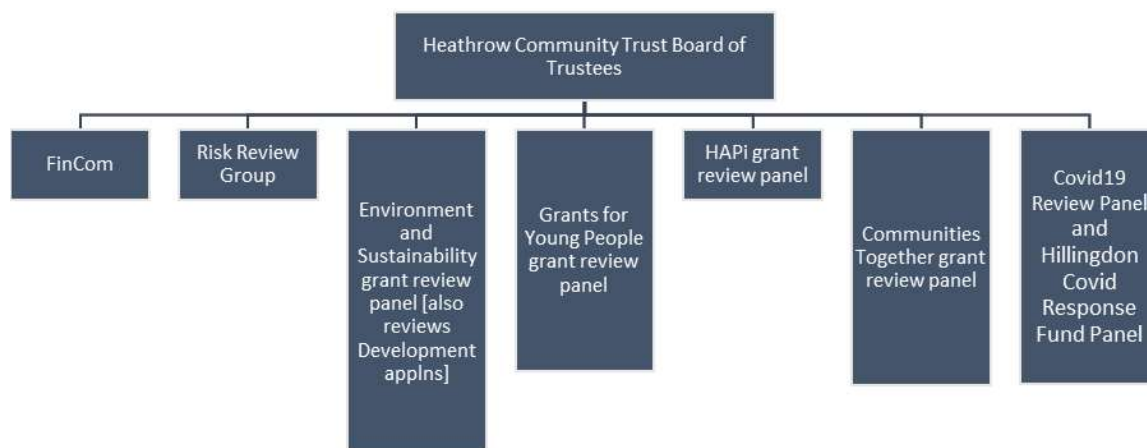 Heathrow Community Trust Board of
Trustees
FinCom
Risk Review
Group
Environment
and
Sustainability
grant review
panel [also
reviews
Development
applns]
Grants for
Young People
grant review
panel
HAPi grant
review panel
Communities
Together grant
review panel
Covid19
Review Panel
and
Hillingdon
Covid
Response
Fund Panel